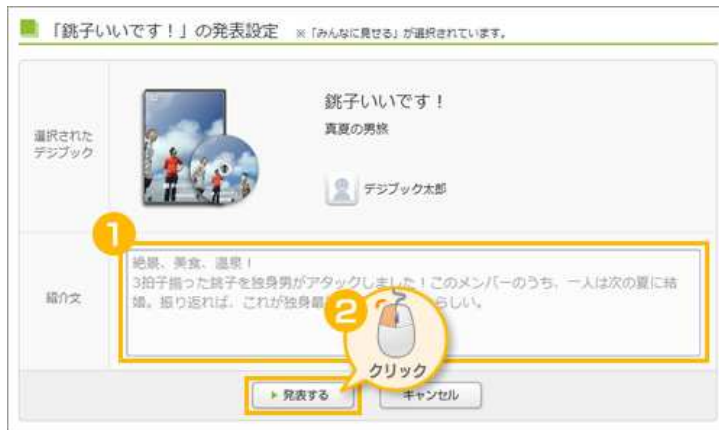 「銚子いいです!」の発表設定 ※「みんなに見せる」が選択されています。
選択された
デジブック
銚子いいです!
真夏の男旅
デジブック太郎
1
紹介文
絶景、美食、温泉!
3拍子揃った銚子を独身男がアタックしました!このメンバーのうち、一人は次の夏に結
婚。振り返れば、これが独身最 らしい。
2
クリック
発表する
キャンセル